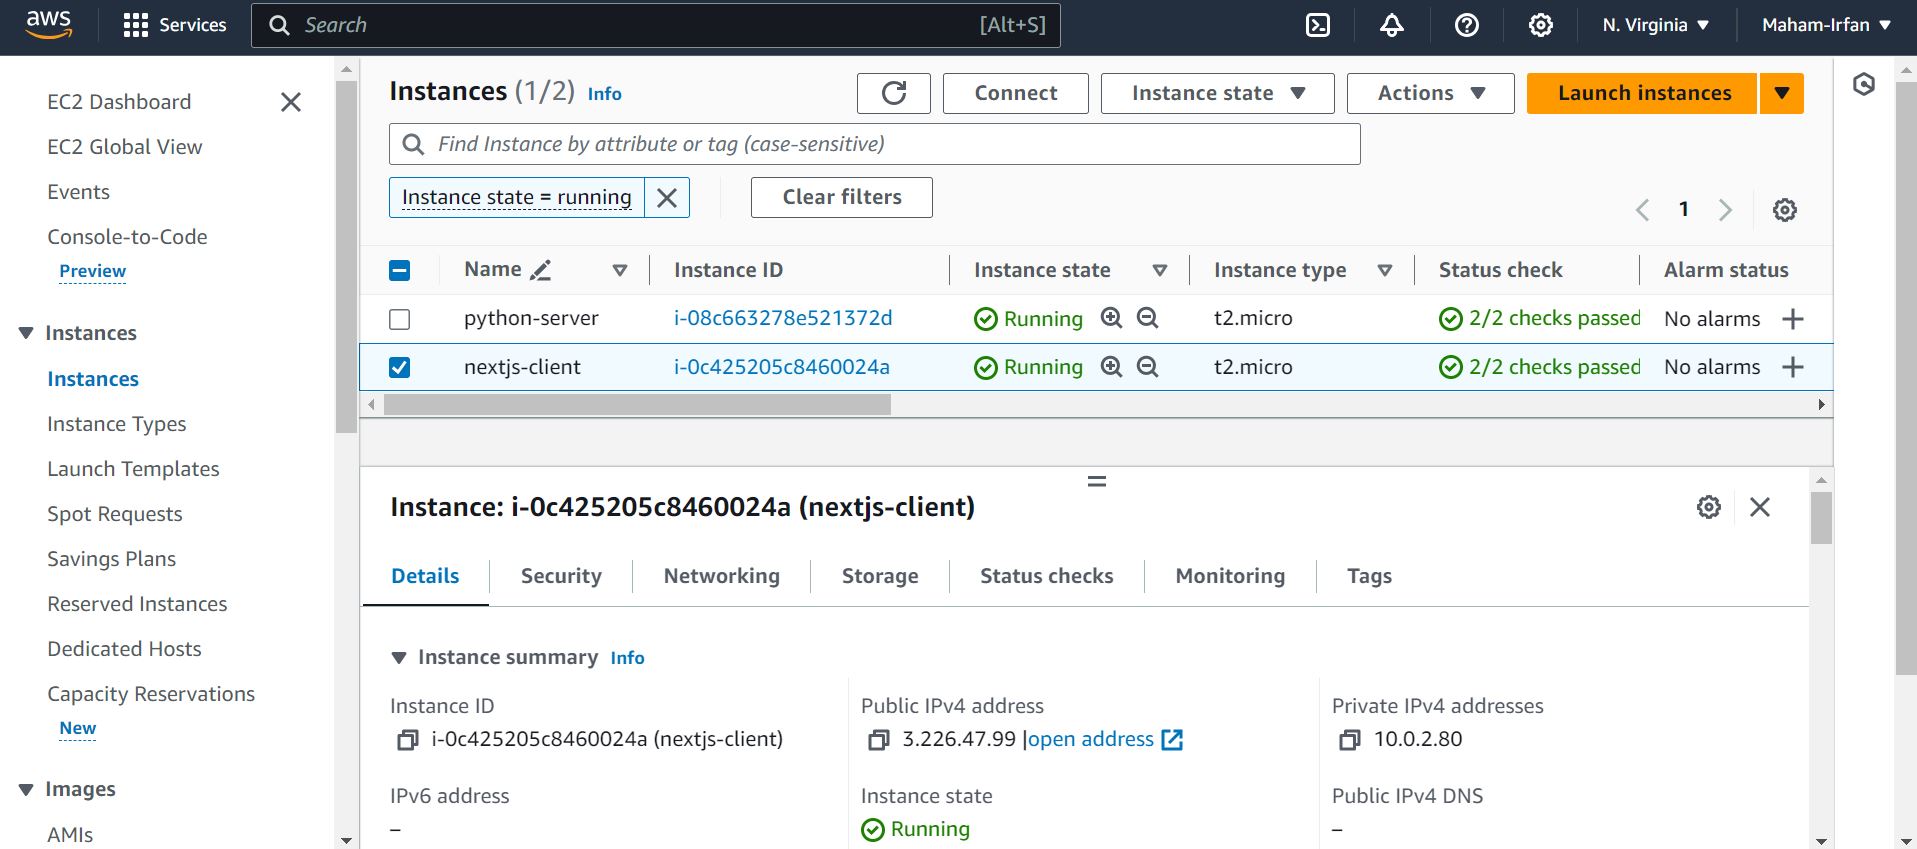 aws
Services
Search
[Alt+S]
N. Virginia
Maham-Irfan
EC2 Dashboard
EC2 Global View
Events
Console-to-Code
Preview
Instances
Instances
Instance Types
Launch Templates
Spot Requests
Savings Plans
Reserved Instances
Dedicated Hosts
Capacity Reservations
New
Images
AMIs
Instances (1/2) Info
Connect
Instance state
Actions
Launch instances
Find Instance by attribute or tag (case-sensitive)
Instance state = running
Clear filters
1
Name Instance ID Instance state Instance type Status check Alarm status
python-server i-08c663278e521372d Running t2.micro 2/2 checks passed No alarms
nextjs-client i-0c425205c8460024a Running t2.micro 2/2 checks passed No alarms
Instance: i-0c425205c8460024a (nextjs-client)
Details Security Networking Storage Status checks Monitoring Tags
Instance summary Info
Instance ID
i-0c425205c8460024a (nextjs-client)
Public IPv4 address
3.226.47.99 |open address
Private IPv4 addresses
10.0.2.80
IPv6 address
–
Instance state
Running
Public IPv4 DNS
–